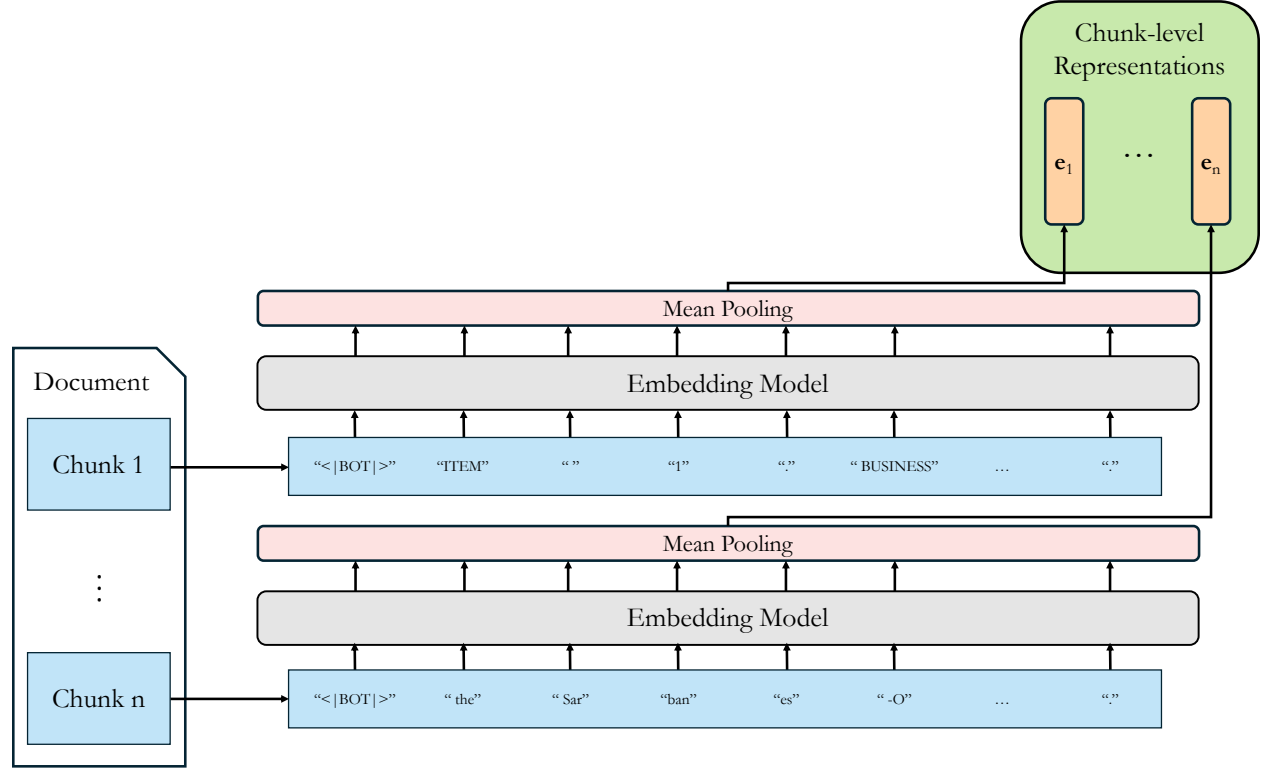 Chunk-level
Representations
e1 … en
Mean Pooling
Embedding Model
Document
Chunk 1
“<|BOT|>” “ITEM” “ ” “1” “.” “ BUSINESS” … “.”
Mean Pooling
⋮
Embedding Model
Chunk n
“<|BOT|>” “ the” “ Sar” “ban” “es” “ -O” … “.”